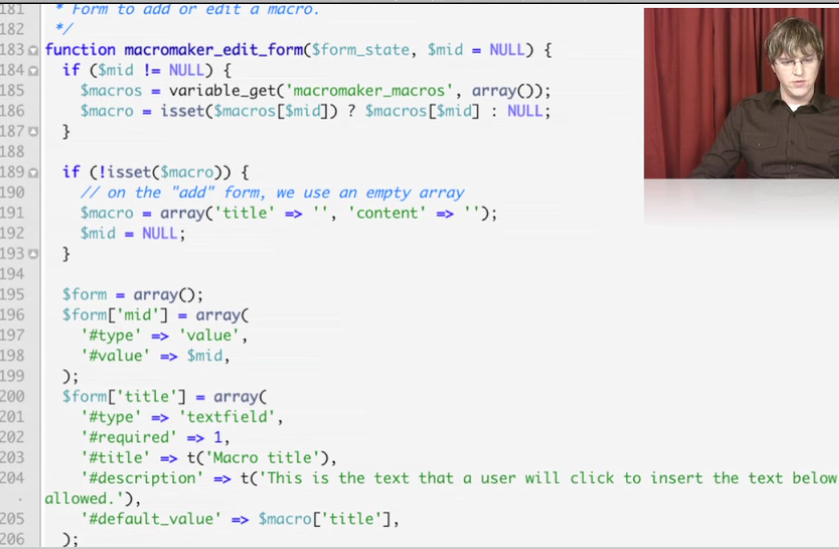 181 * Form to add or edit a macro.
182 */
183 function macromaker_edit_form($form_state, $mid = NULL) {
184 if ($mid != NULL) {
185 $macros = variable_get('macromaker_macros', array());
186 $macro = isset($macros[$mid]) ? $macros[$mid] : NULL;
187 }
188
189 if (!isset($macro)) {
190 // on the "add" form, we use an empty array
191 $macro = array('title' => '', 'content' => '');
192 $mid = NULL;
193 }
194
195 $form = array();
196 $form['mid'] = array(
197 '#type' => 'value',
198 '#value' => $mid,
199 );
200 $form['title'] = array(
201 '#type' => 'textfield',
202 '#required' => 1,
203 '#title' => t('Macro title'),
204 '#description' => t('This is the text that a user will click to insert the text below
· allowed.'),
205 '#default_value' => $macro['title'],
206 );